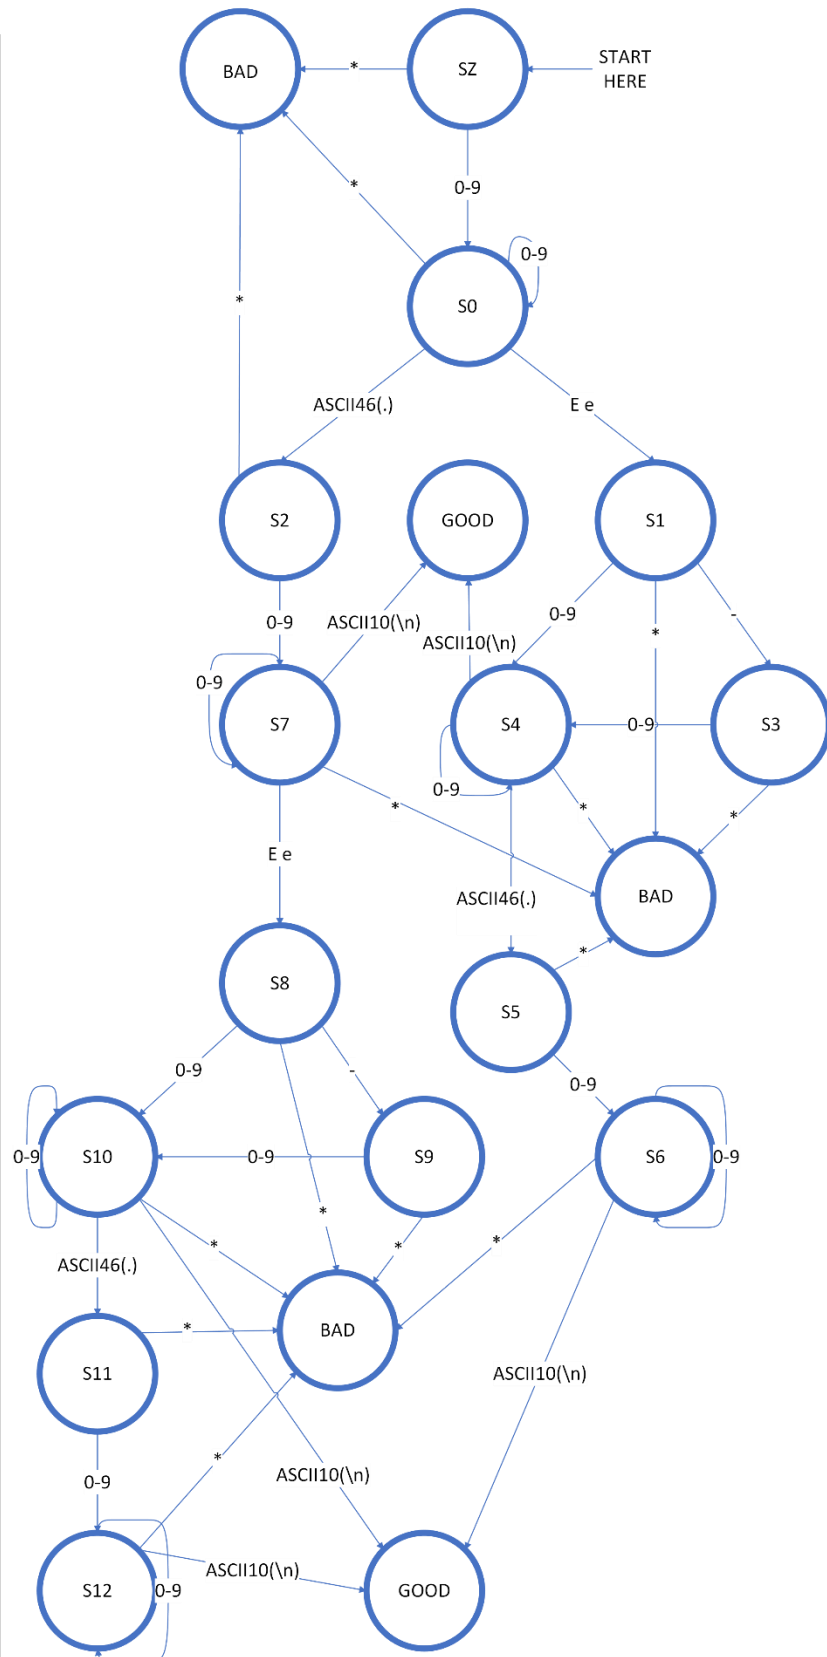 BAD
*
SZ
START
HERE
*
0-9
0-9
S0
*
ASCII46(.)
E e
S2
GOOD
S1
0-9
ASCII10(\n)
0-9
-
*
ASCII10(\n)
0-9
S7
S4
0-9
S3
0-9
*
*
*
E e
ASCII46(.)
BAD
*
S8
S5
0-9
-
0-9
0-9
S10
0-9
S9
S6
0-9
*
*
*
*
ASCII46(.)
*
BAD
S11
ASCII10(\n)
*
ASCII10(\n)
0-9
ASCII10(\n)
S12
0-9
GOOD